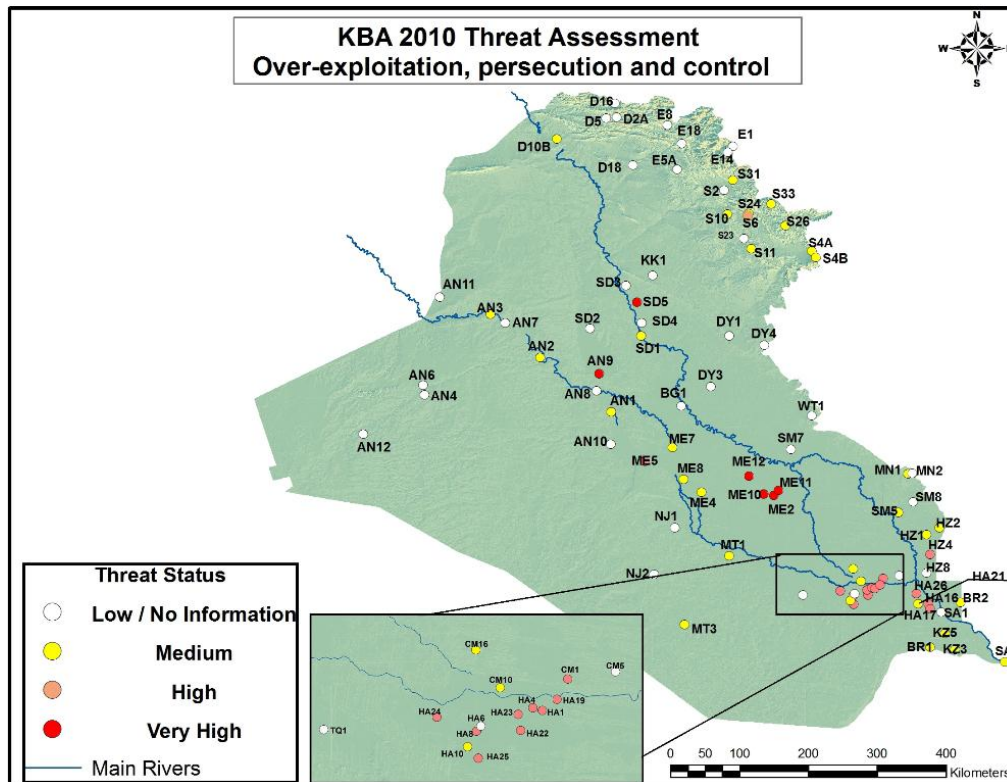 KBA 2010 Threat Assessment
Over-exploitation, persecution and control
N
W E
S
D16
D5 D2A E8
D10B E18 E1
D18 E5A E14
S31
S2 S24 S33
S10 S6 S26
S23 S11 S4A
S4B
KK1
AN11 SD3
SD5
AN3 AN7 SD2 SD4 DY1 DY4
AN2 SD1
AN9
AN6 AN8 DY3
AN4 AN1 BG1 WT1
AN12 AN10 ME7 SM7
ME5 ME12 MN1 MN2
ME8 ME11
ME4 ME10 ME2 SM8
SM5
NJ1 HZ1 HZ2
MT1 HZ4
NJ2 HZ8 HA21
HA26
HA16 BR2
HA17 SA1
MT3 KZ5
BR1 KZ3 SA
Threat Status
Low / No Information
Medium
High
Very High
Main Rivers
CM16
CM1 CM5
CM10
HA19
HA4
HA24 HA23 HA1
HA6
TQ1 HA8 HA22
HA10
HA25
0 50 100 200 300 400
Kilometers